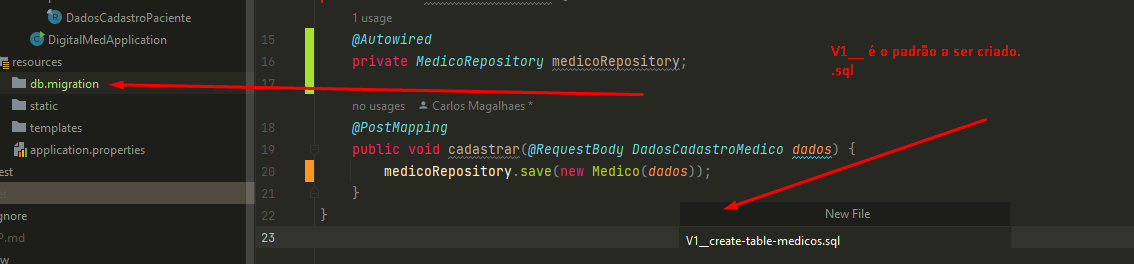 DadosCadastroPaciente
DigitalMedApplication
resources
db.migration
static
templates
application.properties
est
gnore
P.md
w
1 usage
15 @Autowired
16 private MedicoRepository medicoRepository;
17
no usages Carlos Magalhaes *
18 @PostMapping
19 public void cadastrar(@RequestBody DadosCadastroMedico dados) {
20 medicoRepository.save(new Medico(dados));
21 }
22 }
23
V1__ é o padrão a ser criado.
.sql
New File
V1__create-table-medicos.sql